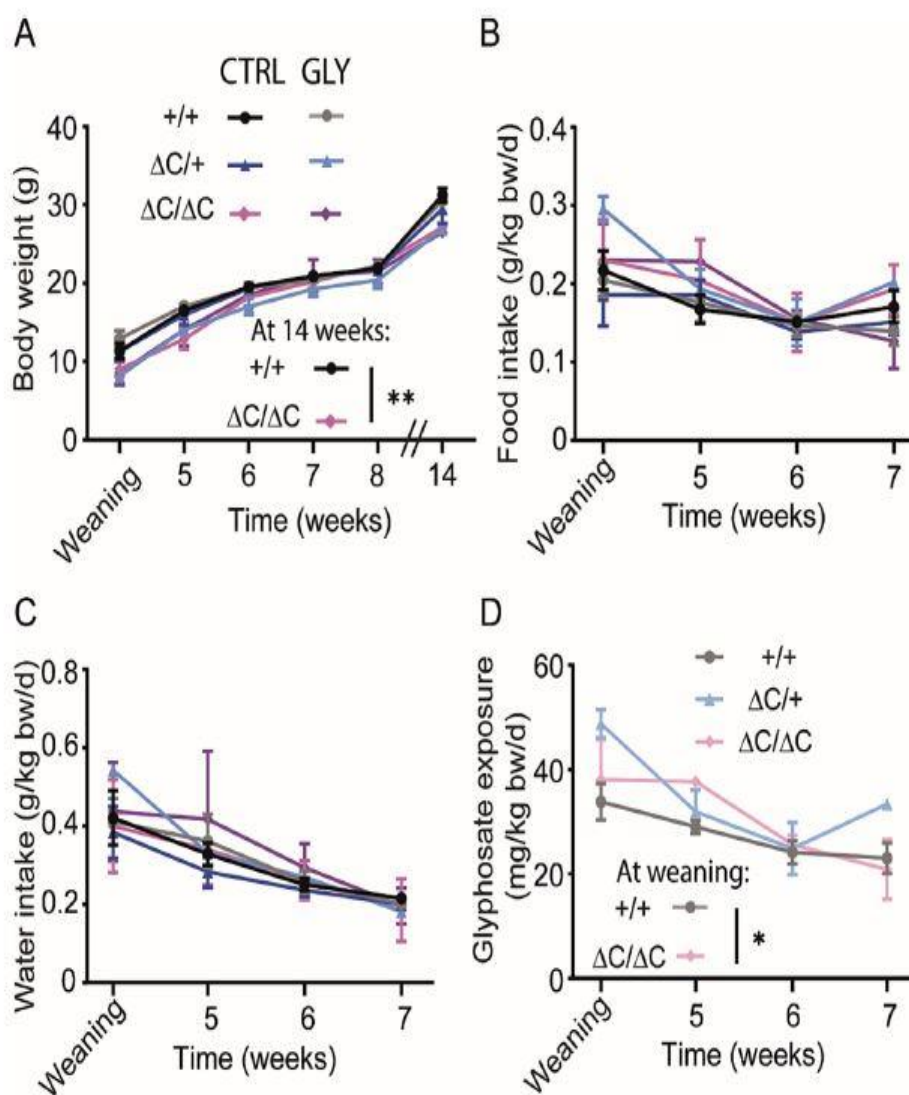 A
CTRL GLY
+/+
ΔC/+
ΔC/ΔC
Body weight (g)
40
30
20
10
0
At 14 weeks:
+/+
ΔC/ΔC
**
Weaning 5 6 7 8 // 14
Time (weeks)
B
Food intake (g/kg bw/d)
0.4
0.3
0.2
0.1
0
Weaning 5 6 7
Time (weeks)
C
Water intake (g/kg bw/d)
0.8
0.6
0.4
0.2
0
Weaning 5 6 7
Time (weeks)
D
Glyphosate exposure
(mg/kg bw/d)
60
40
20
0
+/+
ΔC/+
ΔC/ΔC
At weaning:
+/+
ΔC/ΔC
*
Weaning 5 6 7
Time (weeks)